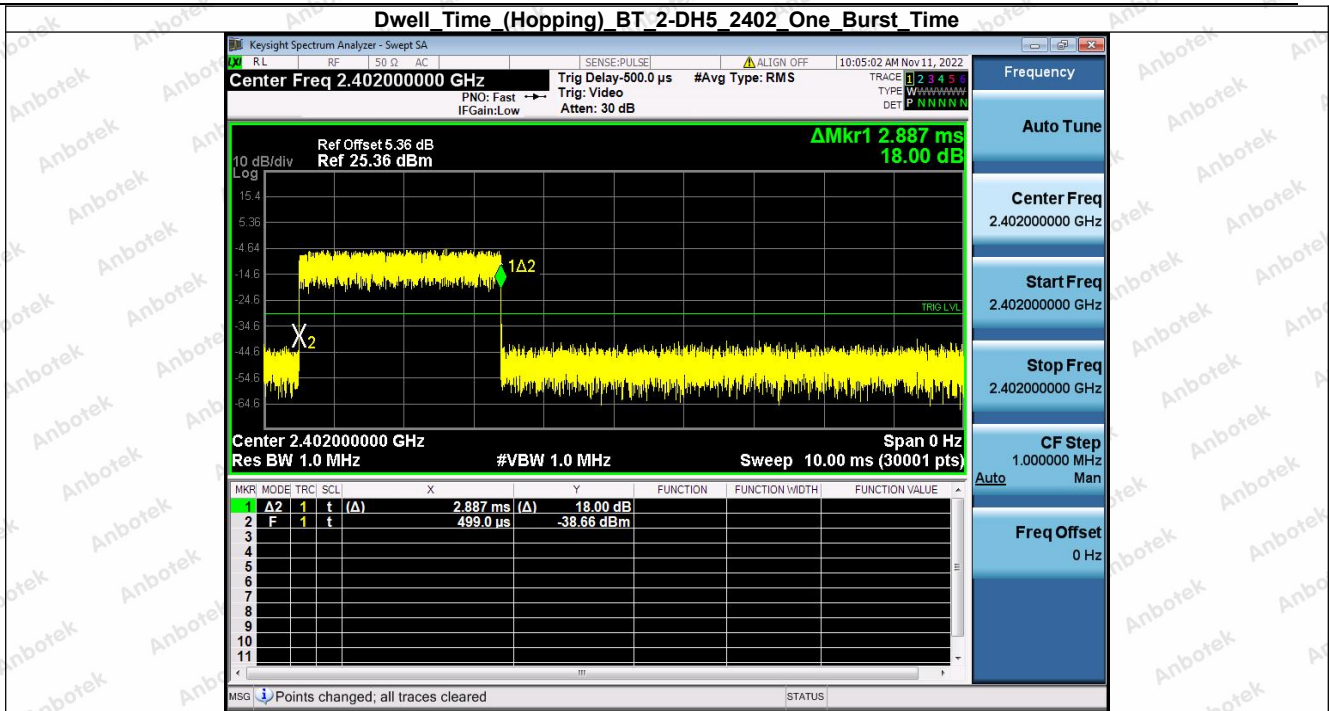 Dwell_Time_(Hopping)_BT_2-DH5_2402_One_Burst_Time
Keysight Spectrum Analyzer - Swept SA
LXI RL RF 50 Ω AC SENSE:PULSE ALIGN OFF 10:05:02 AM Nov 11, 2022
Center Freq 2.402000000 GHz
PNO: Fast
IFGain:Low
Trig Delay-500.0 µs
Trig: Video
Atten: 30 dB
#Avg Type: RMS
TRACE 1 2 3 4 5 6
TYPE WWWWWW
DET P N N N N N
Frequency
Auto Tune
Center Freq
2.402000000 GHz
Start Freq
2.402000000 GHz
Stop Freq
2.402000000 GHz
CF Step
1.000000 MHz
Auto Man
Freq Offset
0 Hz
ΔMkr1 2.887 ms
18.00 dB
Ref Offset 5.36 dB
10 dB/div Ref 25.36 dBm
Log
15.4
5.36
-4.64
-14.6
-24.6
-34.6
-44.6
-54.6
-64.6
1Δ2
TRIG LVL
2
Center 2.402000000 GHz Span 0 Hz
Res BW 1.0 MHz #VBW 1.0 MHz Sweep 10.00 ms (30001 pts)
MKR MODE TRC SCL X Y FUNCTION FUNCTION WIDTH FUNCTION VALUE
1 Δ2 1 t (Δ) 2.887 ms (Δ) 18.00 dB
2 F 1 t 499.0 µs -38.66 dBm
3
4
5
6
7
8
9
10
11
MSG Points changed; all traces cleared STATUS
Anbotek